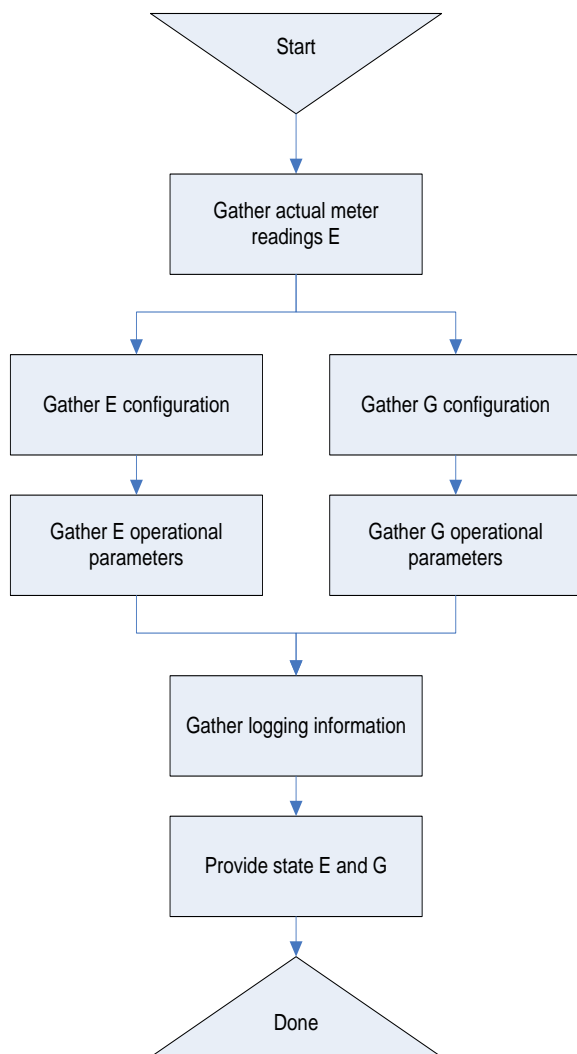 Start
Gather actual meter
readings E
Gather E configuration
Gather G configuration
Gather E operational
parameters
Gather G operational
parameters
Gather logging information
Provide state E and G
Done